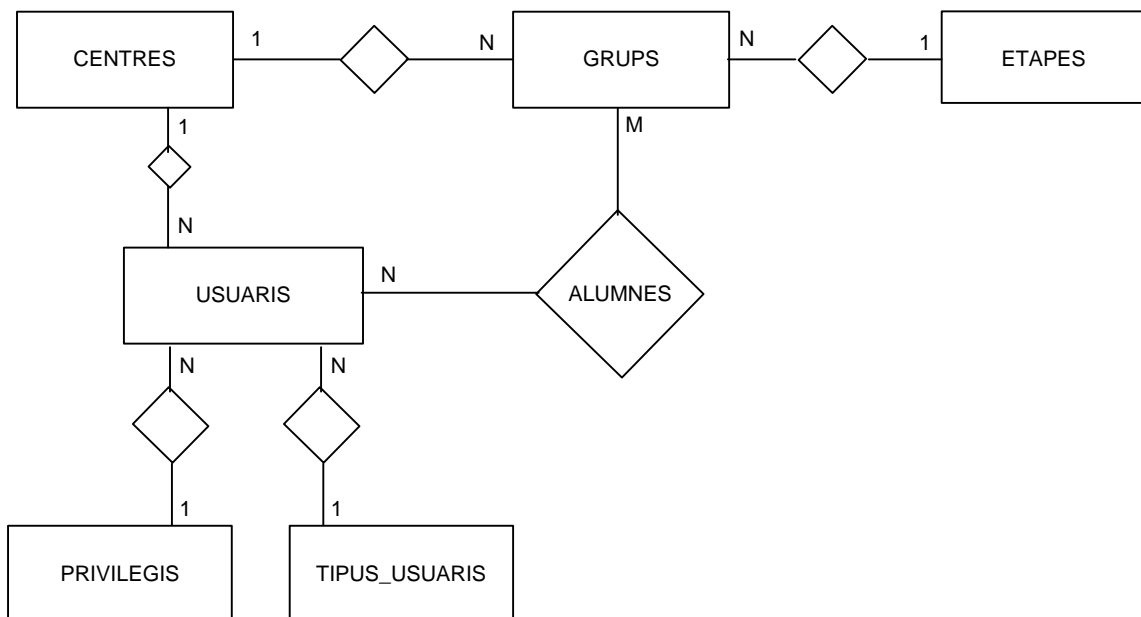 CENTRES
1
N
GRUPS
N
1
ETAPES
1
M
N
USUARIS
N
ALUMNES
N
N
1
1
PRIVILEGIS
TIPUS_USUARIS